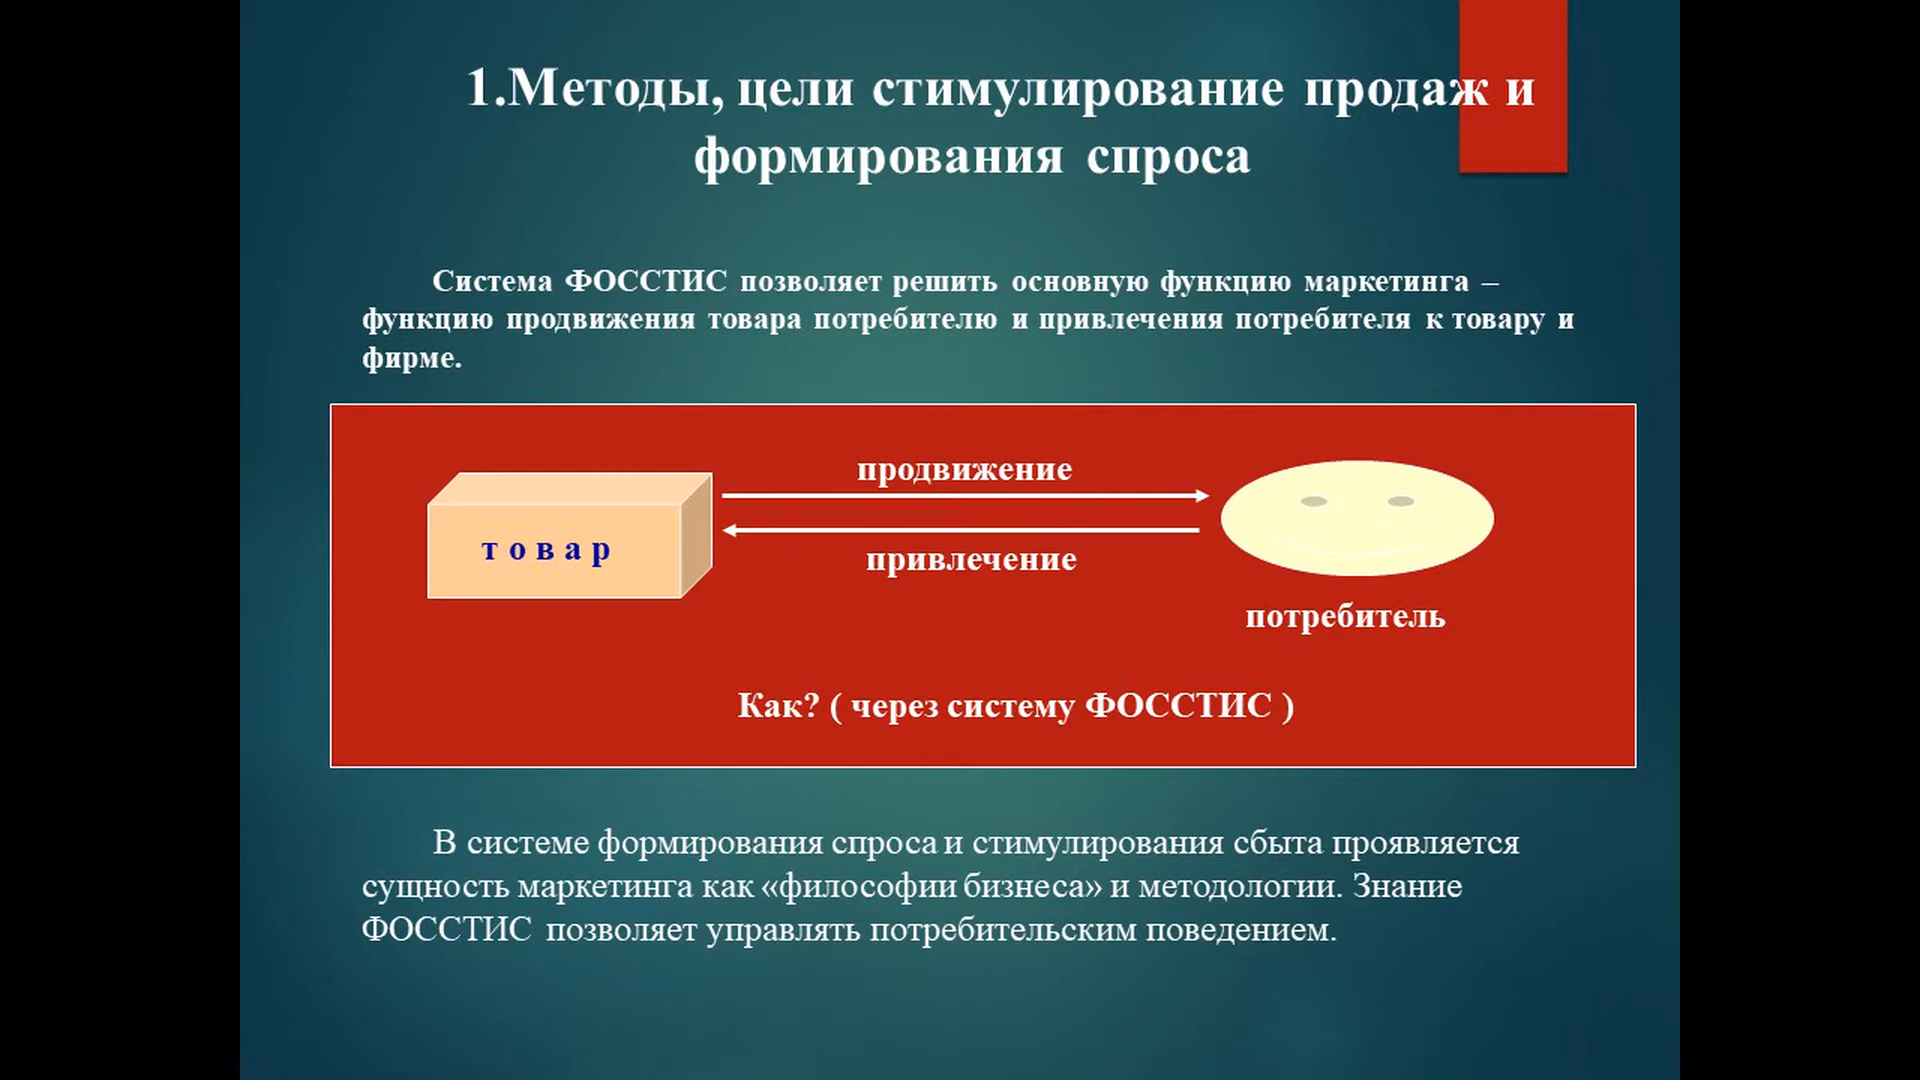 1.Методы, цели стимулирование продаж и
формирования спроса
Система ФОССТИС позволяет решить основную функцию маркетинга –
функцию продвижения товара потребителю и привлечения потребителя к товару и
фирме.
продвижение
т о в а р
привлечение
потребитель
Как? ( через систему ФОССТИС )
В системе формирования спроса и стимулирования сбыта проявляется
сущность маркетинга как «философии бизнеса» и методологии. Знание
ФОССТИС позволяет управлять потребительским поведением.